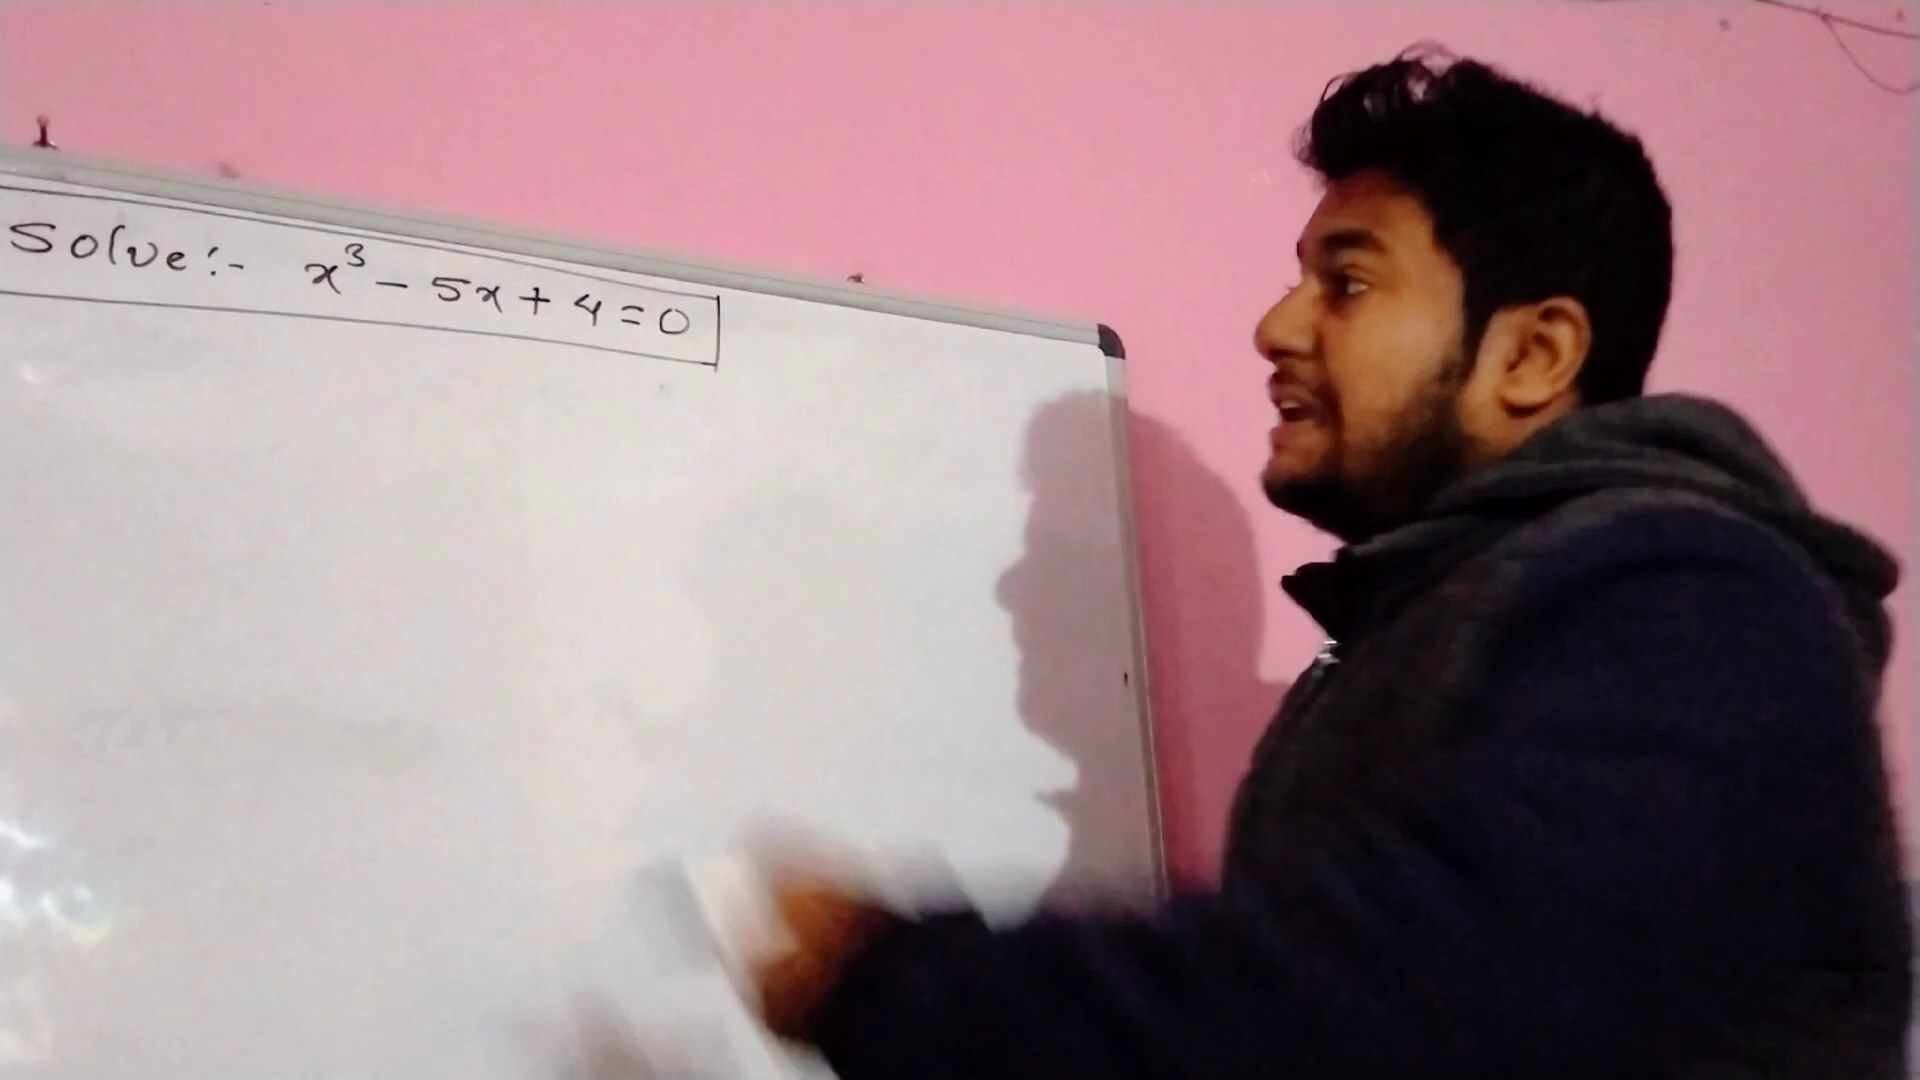 Solve:- x³ - 5x + 4 = 0